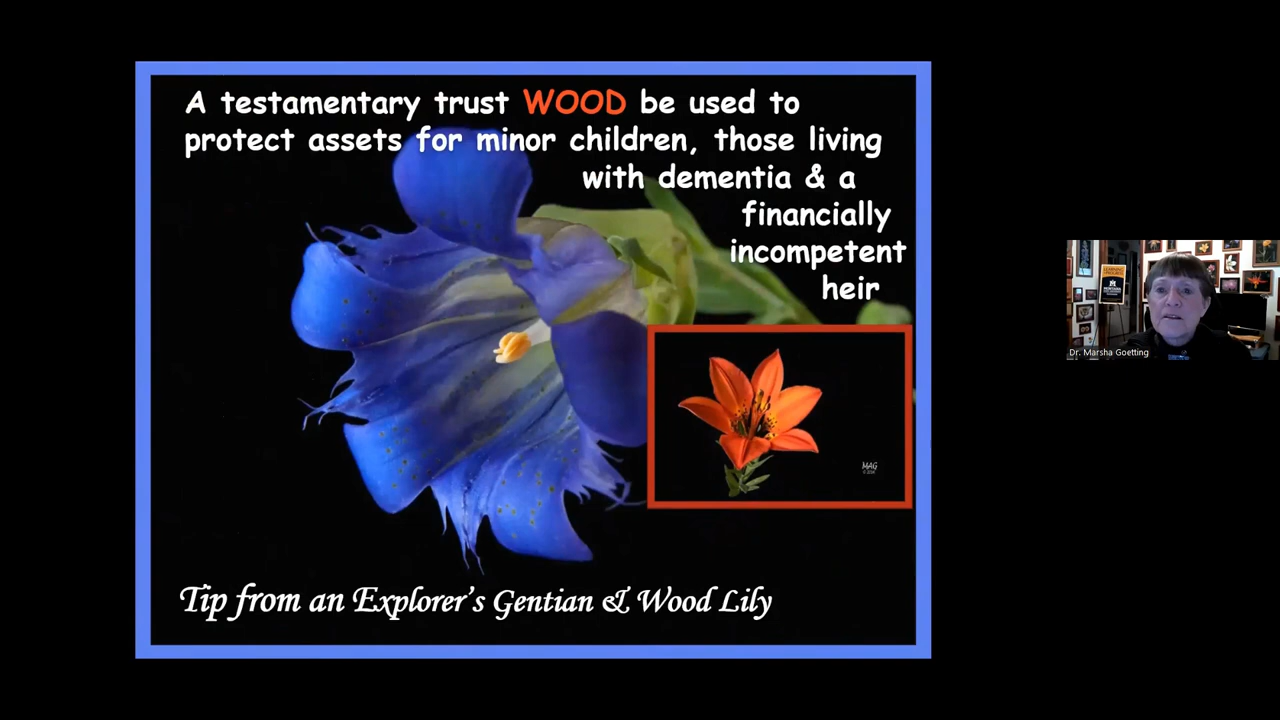 A testamentary trust WOOD be used to
protect assets for minor children, those living
with dementia & a
financially
incompetent
heir
MAG
Tip from an Explorer's Gentian & Wood Lily
Dr. Marsha Goetting